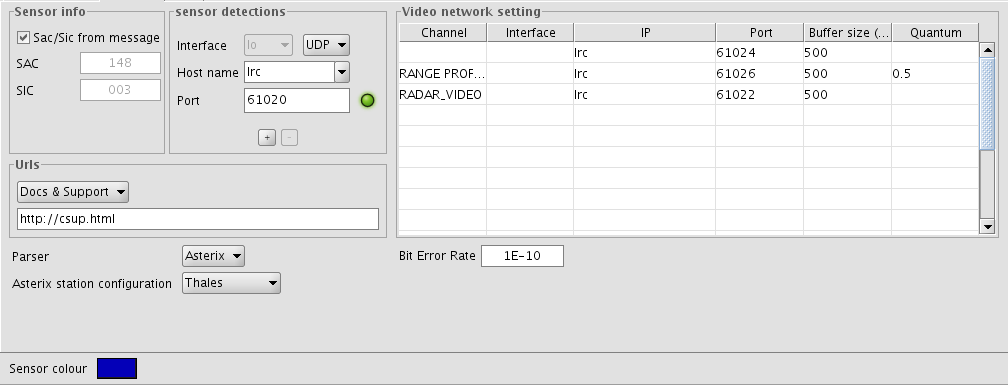 Sensor info
Sac/Sic from message
SAC 148
SIC 003
sensor detections
Interface lo UDP
Host name lrc
Port 61020
+ -
Video network setting
Channel Interface IP Port Buffer size (... Quantum
lrc 61024 500
RANGE PROF... lrc 61026 500 0.5
RADAR_VIDEO lrc 61022 500
Urls
Docs & Support
http://csup.html
Parser Asterix
Bit Error Rate 1E-10
Asterix station configuration Thales
Sensor colour